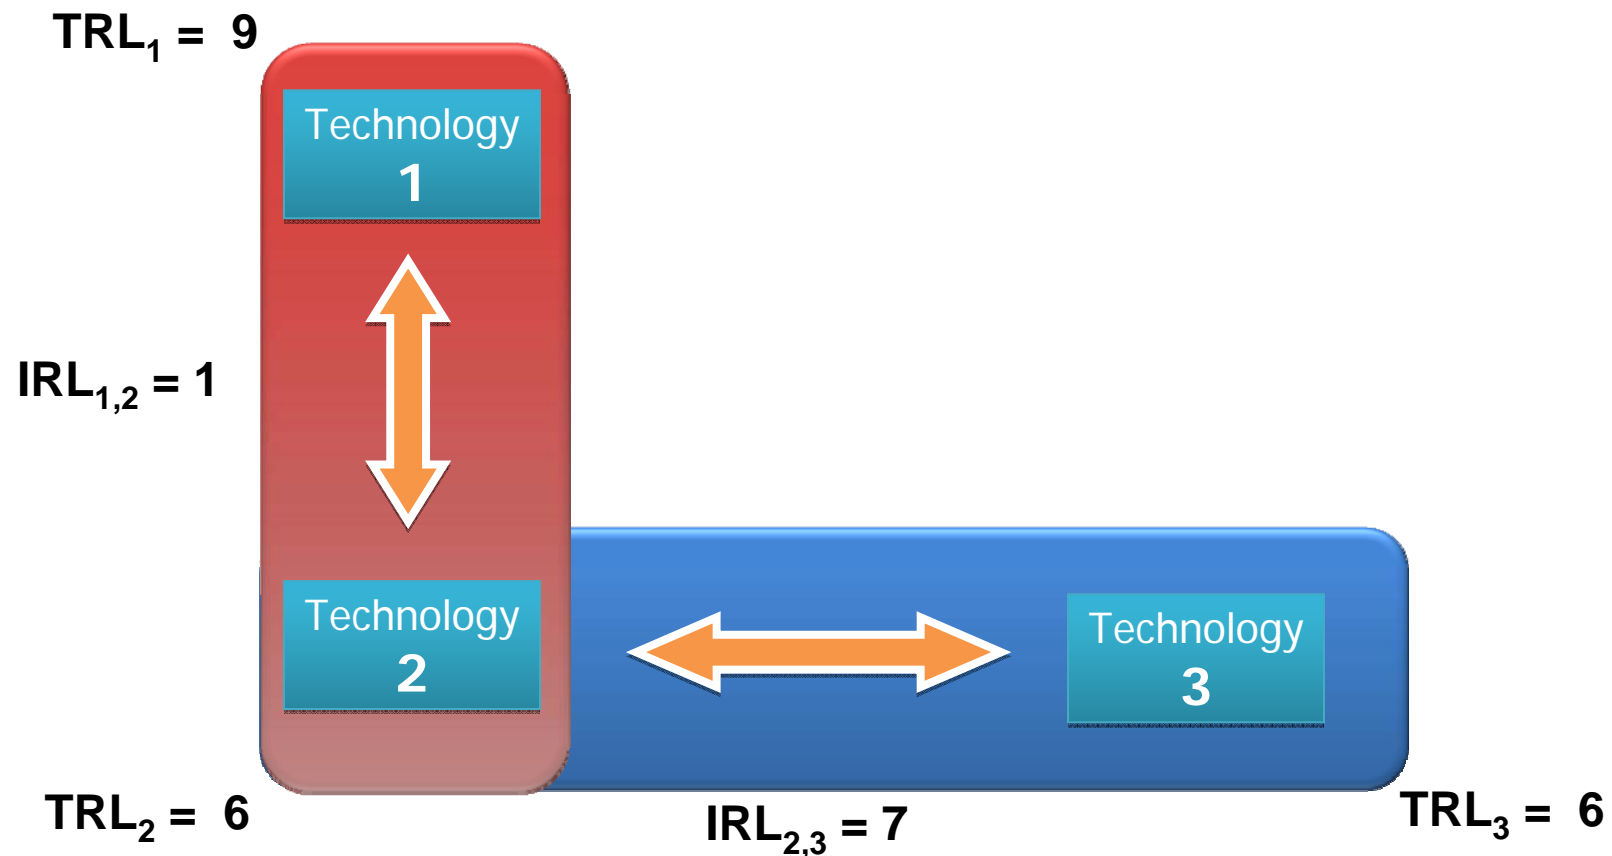 TRL₁ = 9
Technology
1
IRL₁,₂ = 1
Technology
2
Technology
3
TRL₂ = 6
IRL₂,₃ = 7
TRL₃ = 6